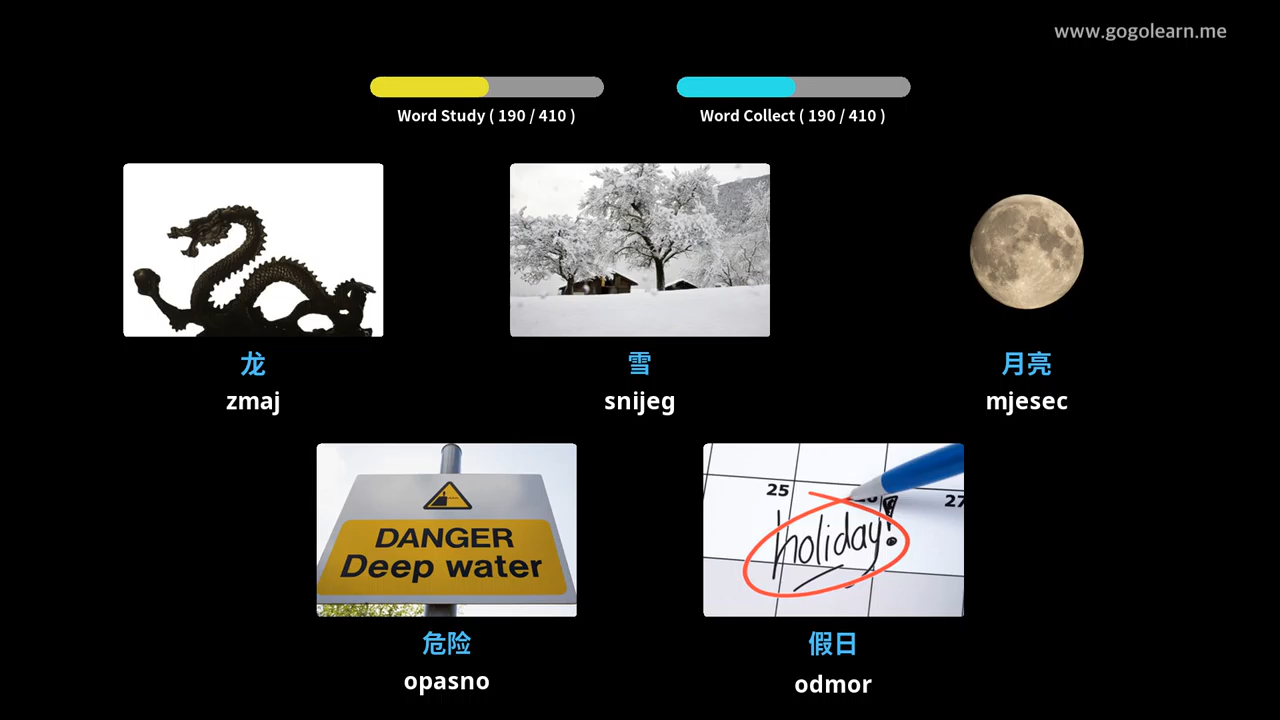 www.gogolearn.me
Word Study ( 190 / 410 )
Word Collect ( 190 / 410 )
龙
zmaj
雪
snijeg
月亮
mjesec
DANGER
Deep water
危险
opasno
25
27
holiday!
假日
odmor